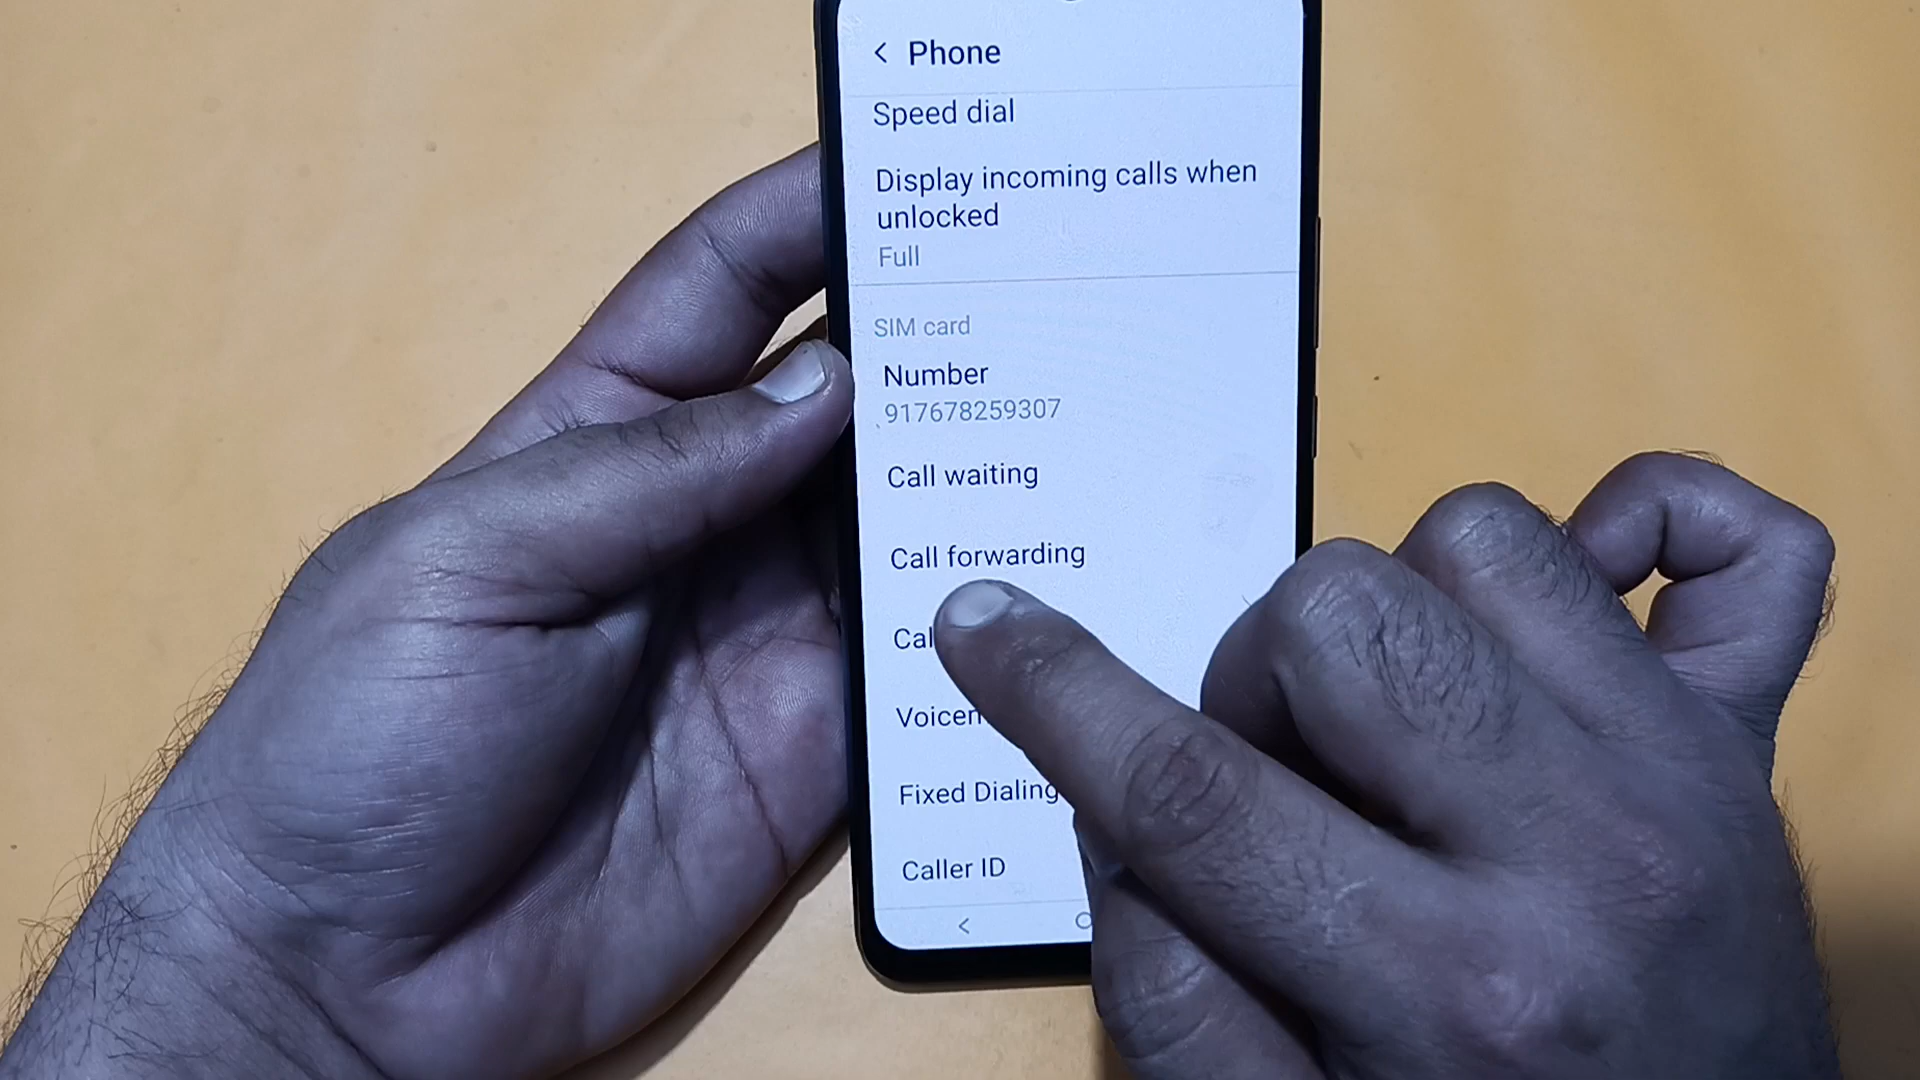 Phone
Speed dial
Display incoming calls when
unlocked
Full
SIM card
Number
917678259307
Call waiting
Call forwarding
Fixed Dialing
Caller ID